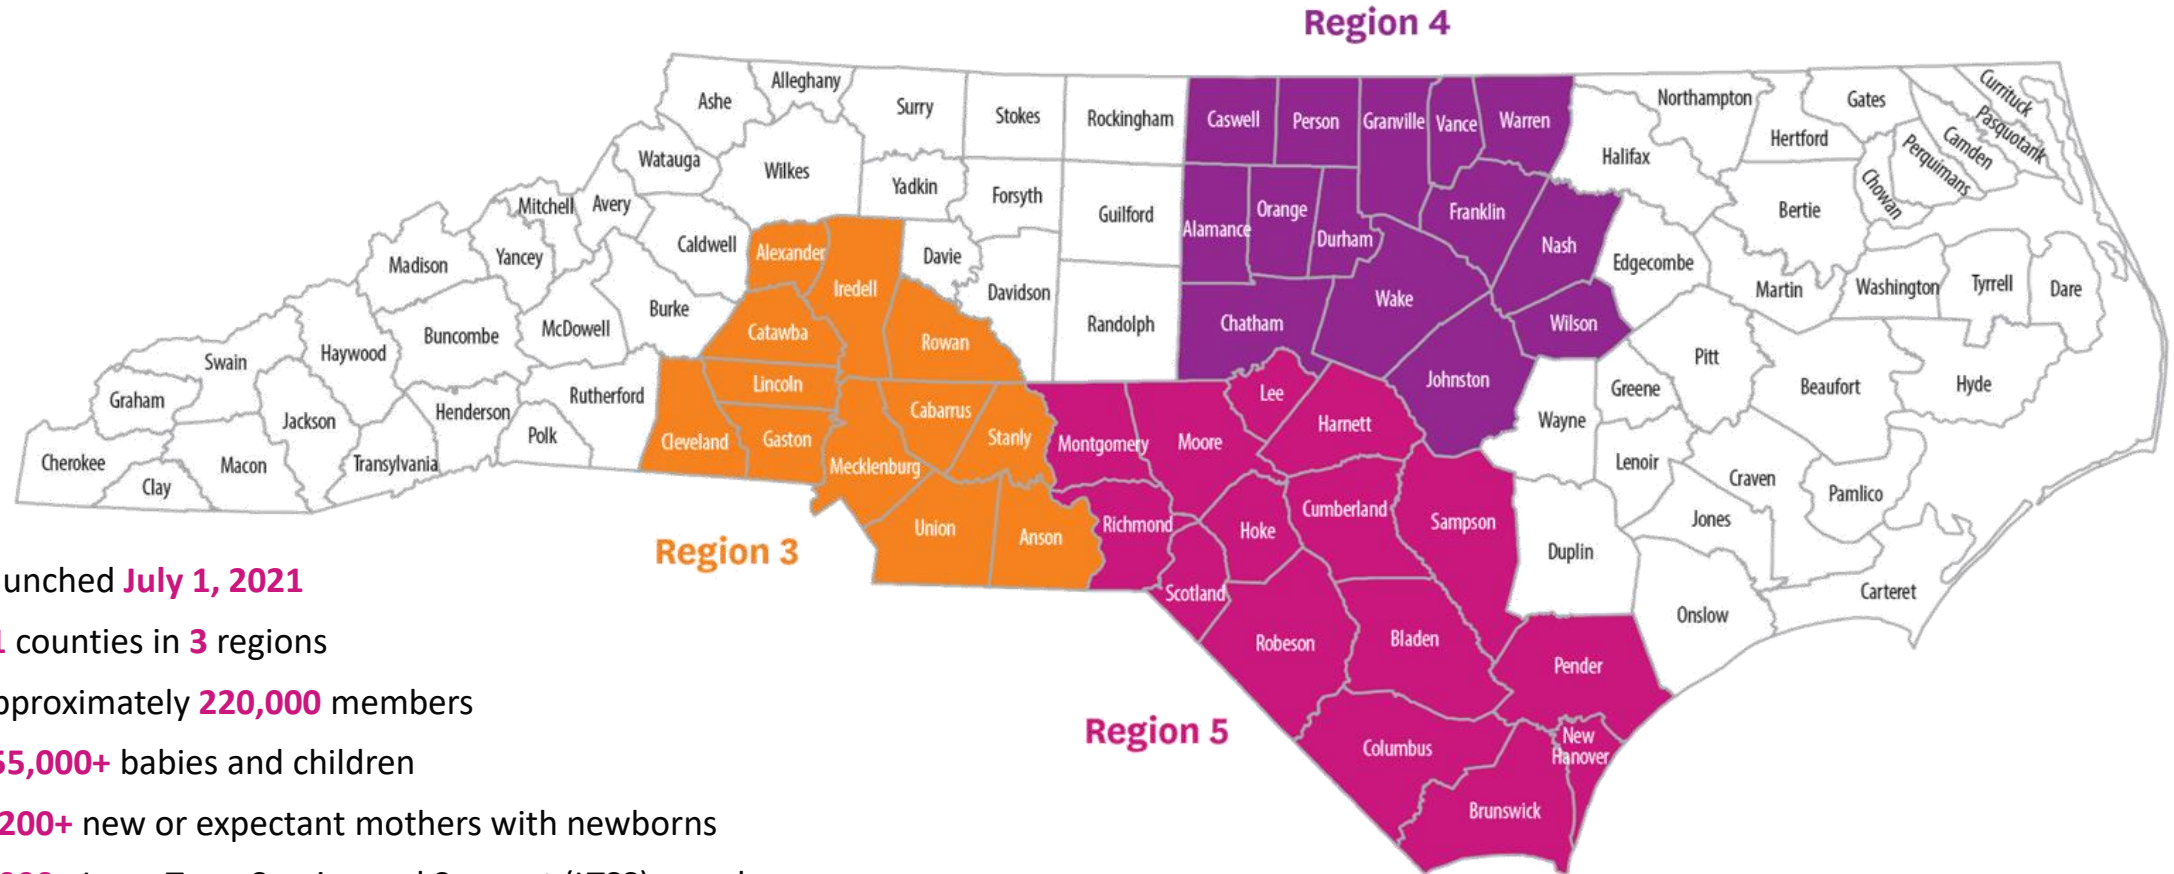 Region 4
Ashe
Alleghany
Surry
Stokes
Rockingham
Caswell
Person
Granville
Vance
Warren
Northampton
Gates
Currituck
Pasquotank
Camden
Perquimans
Chowan
Hertford
Halifax
Watauga
Wilkes
Yadkin
Forsyth
Guilford
Alamance
Orange
Durham
Franklin
Nash
Edgecombe
Bertie
Mitchell
Avery
Caldwell
Alexander
Iredell
Davie
Davidson
Randolph
Chatham
Wake
Wilson
Martin
Washington
Tyrrell
Dare
Madison
Yancey
Burke
McDowell
Buncombe
Catawba
Rowan
Johnston
Pitt
Greene
Beaufort
Hyde
Swain
Haywood
Graham
Jackson
Henderson
Rutherford
Polk
Lincoln
Cleveland
Gaston
Cabarrus
Stanly
Mecklenburg
Montgomery
Moore
Lee
Harnett
Wayne
Lenoir
Craven
Pamlico
Cherokee
Clay
Macon
Transylvania
Union
Anson
Richmond
Hoke
Cumberland
Sampson
Duplin
Jones
Onslow
Carteret
Scotland
Robeson
Bladen
Pender
Columbus
New
Hanover
Brunswick
Region 3
Region 5
July 1, 2021
counties in 3 regions
220,000 members
babies and children
new or expectant mothers with newborns